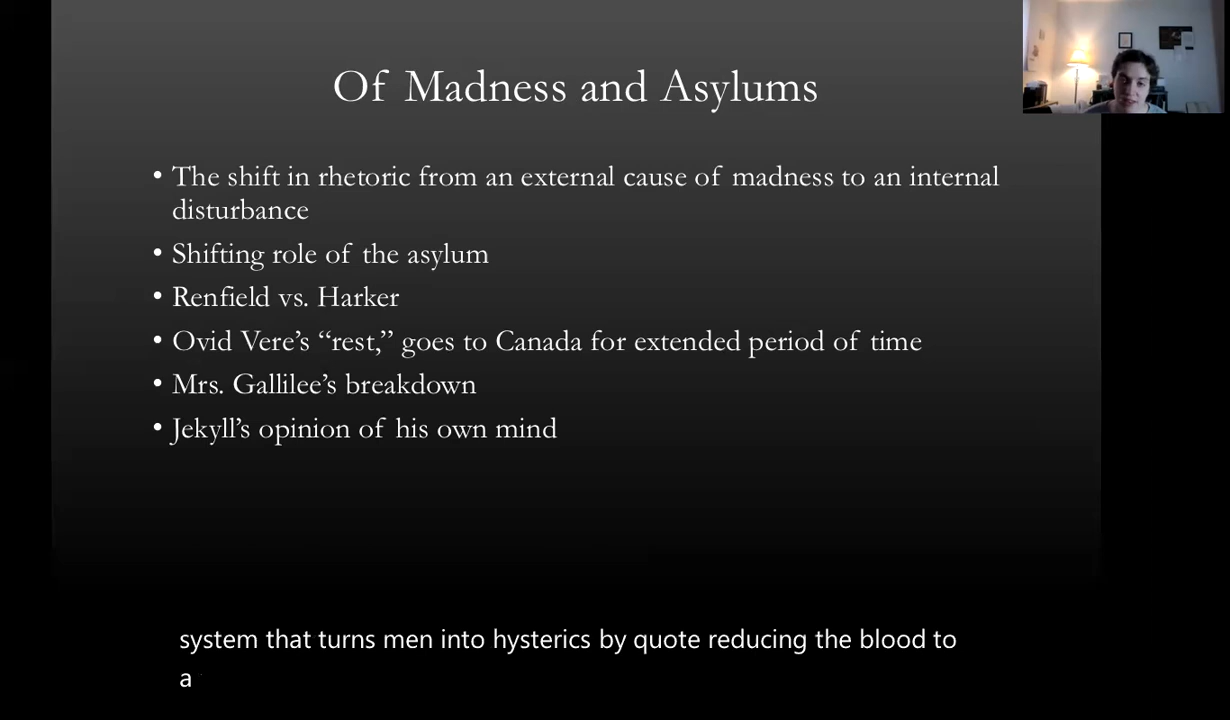 Of Madness and Asylums
• The shift in rhetoric from an external cause of madness to an internal
disturbance
• Shifting role of the asylum
• Renfield vs. Harker
• Ovid Vere’s “rest,” goes to Canada for extended period of time
• Mrs. Gallilee’s breakdown
• Jekyll’s opinion of his own mind
system that turns men into hysterics by quote reducing the blood to
a